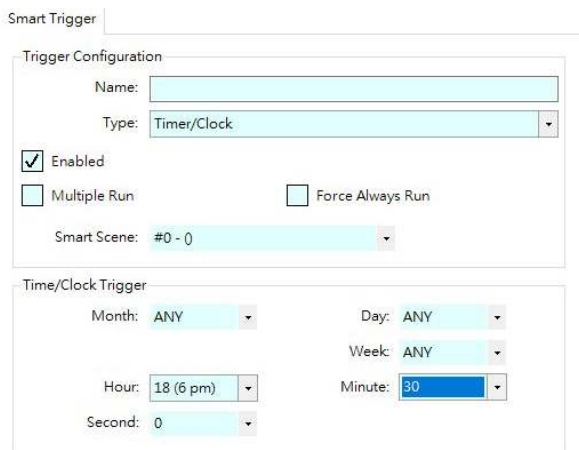 Smart Trigger
Trigger Configuration
Name:
Type: Timer/Clock
Enabled
Multiple Run Force Always Run
Smart Scene: #0 - ()
Time/Clock Trigger
Month: ANY Day: ANY
Week: ANY
Hour: 18 (6 pm) Minute: 30
Second: 0